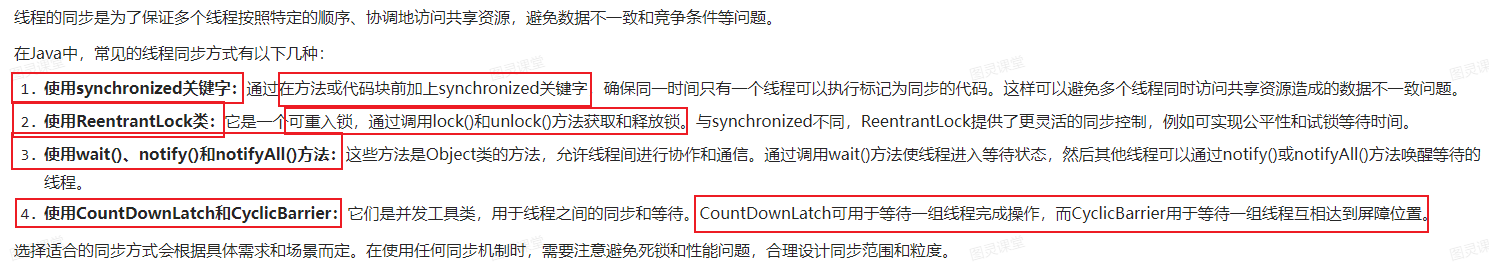 线程的同步是为了保证多个线程按照特定的顺序、协调地访问共享资源，避免数据不一致和竞争条件等问题。
在Java中，常见的线程同步方式有以下几种：
1. 使用synchronized关键字：通过在方法或代码块前加上synchronized关键字 确保同一时间只有一个线程可以执行标记为同步的代码。这样可以避免多个线程同时访问共享资源造成的数据不一致问题。
2. 使用ReentrantLock类：它是一个可重入锁，通过调用lock()和unlock()方法获取和释放锁。与synchronized不同，ReentrantLock提供了更灵活的同步控制，例如可实现公平性和试锁等待时间。
3. 使用wait()、notify()和notifyAll()方法：这些方法是Object类的方法，允许线程间进行协作和通信。通过调用wait()方法使线程进入等待状态，然后其他线程可以通过notify()或notifyAll()方法唤醒等待的
线程。
4. 使用CountDownLatch和CyclicBarrier：它们是并发工具类，用于线程之间的同步和等待。CountDownLatch可用于等待一组线程完成操作，而CyclicBarrier用于等待一组线程互相达到屏障位置。
选择适合的同步方式会根据具体需求和场景而定。在使用任何同步机制时，需要注意避免死锁和性能问题，合理设计同步范围和粒度。